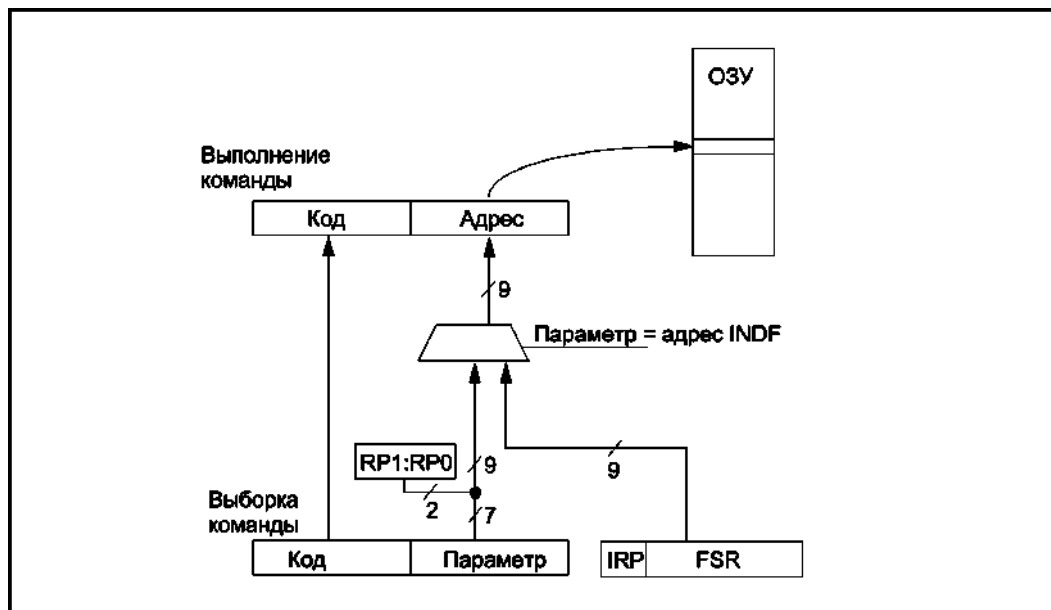 ОЗУ
Выполнение
команды
Код
Адрес
9
Параметр = адрес INDF
RP1:RP0
9
9
2
7
Выборка
команды
Код
Параметр
IRP
FSR